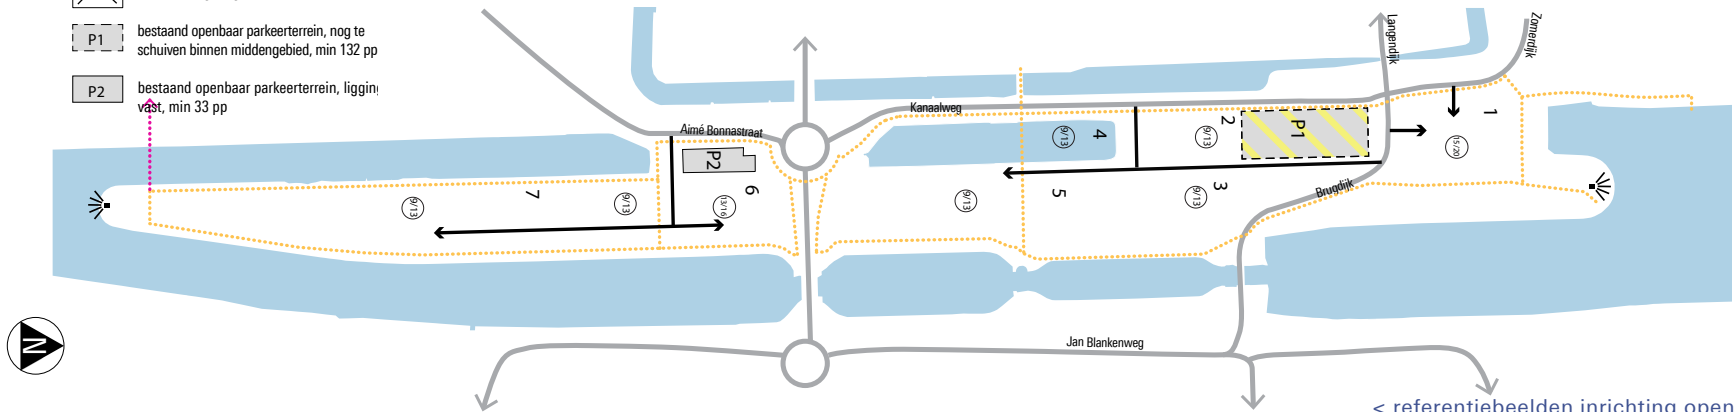 P1
bestaand openbaar parkeerterrein, nog te
schuiven binnen middengebied, min 132 pp
P2
bestaand openbaar parkeerterrein, ligging
vast, min 33 pp
Langendijk
Zomerdijk
Kanaalweg
Aimé Bonnastraat
P2
P1
1
2
4
9/13
9/13
15/20
7
9/13
9/13
6
13/16
9/13
5
3
9/13
Brugdijk
N
Jan Blankenweg
< referentiebeelden inrichting open